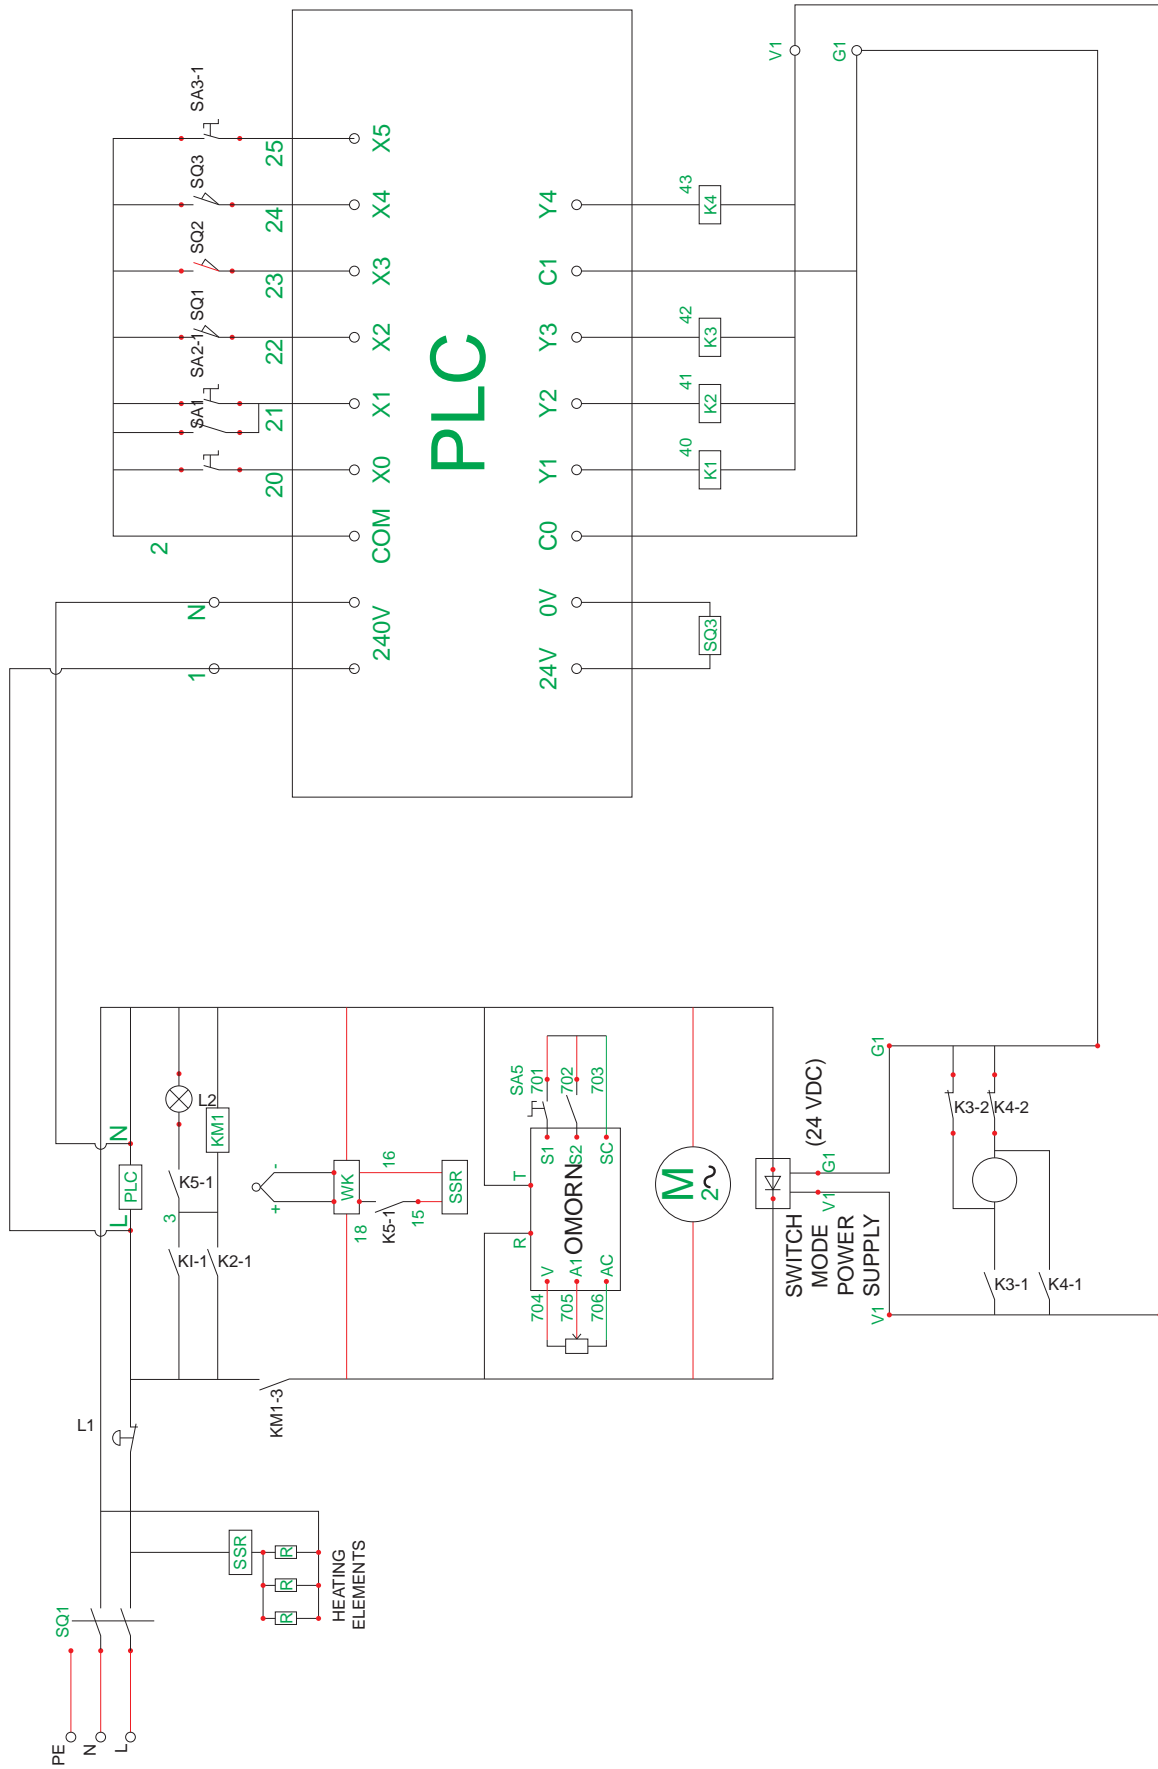 PE
N
L
SQ1
SSR
R
R
R
HEATING
ELEMENTS
L1
KM1-3
L
PLC
N
KI-1
K2-1
3
K5-1
L2
KM1
+
-
WK
18
16
K5-1
15
SSR
R
T
OMORN
V
A1
AC
704
705
706
S1
S2
SC
SA5
701
702
703
M
2~
SWITCH
MODE
POWER
SUPPLY
(24 VDC)
V1
G1
V1
G1
K3-1
K4-1
K3-2
K4-2
1
N
2
20
21
22
23
24
25
SA1
SA2-1
SQ1
SQ2
SQ3
SA3-1
240V
COM
X0
X1
X2
X3
X4
X5
PLC
24V
0V
C0
Y1
Y2
Y3
C1
Y4
SQ3
K1
K2
K3
K4
40
41
42
43
V1
G1